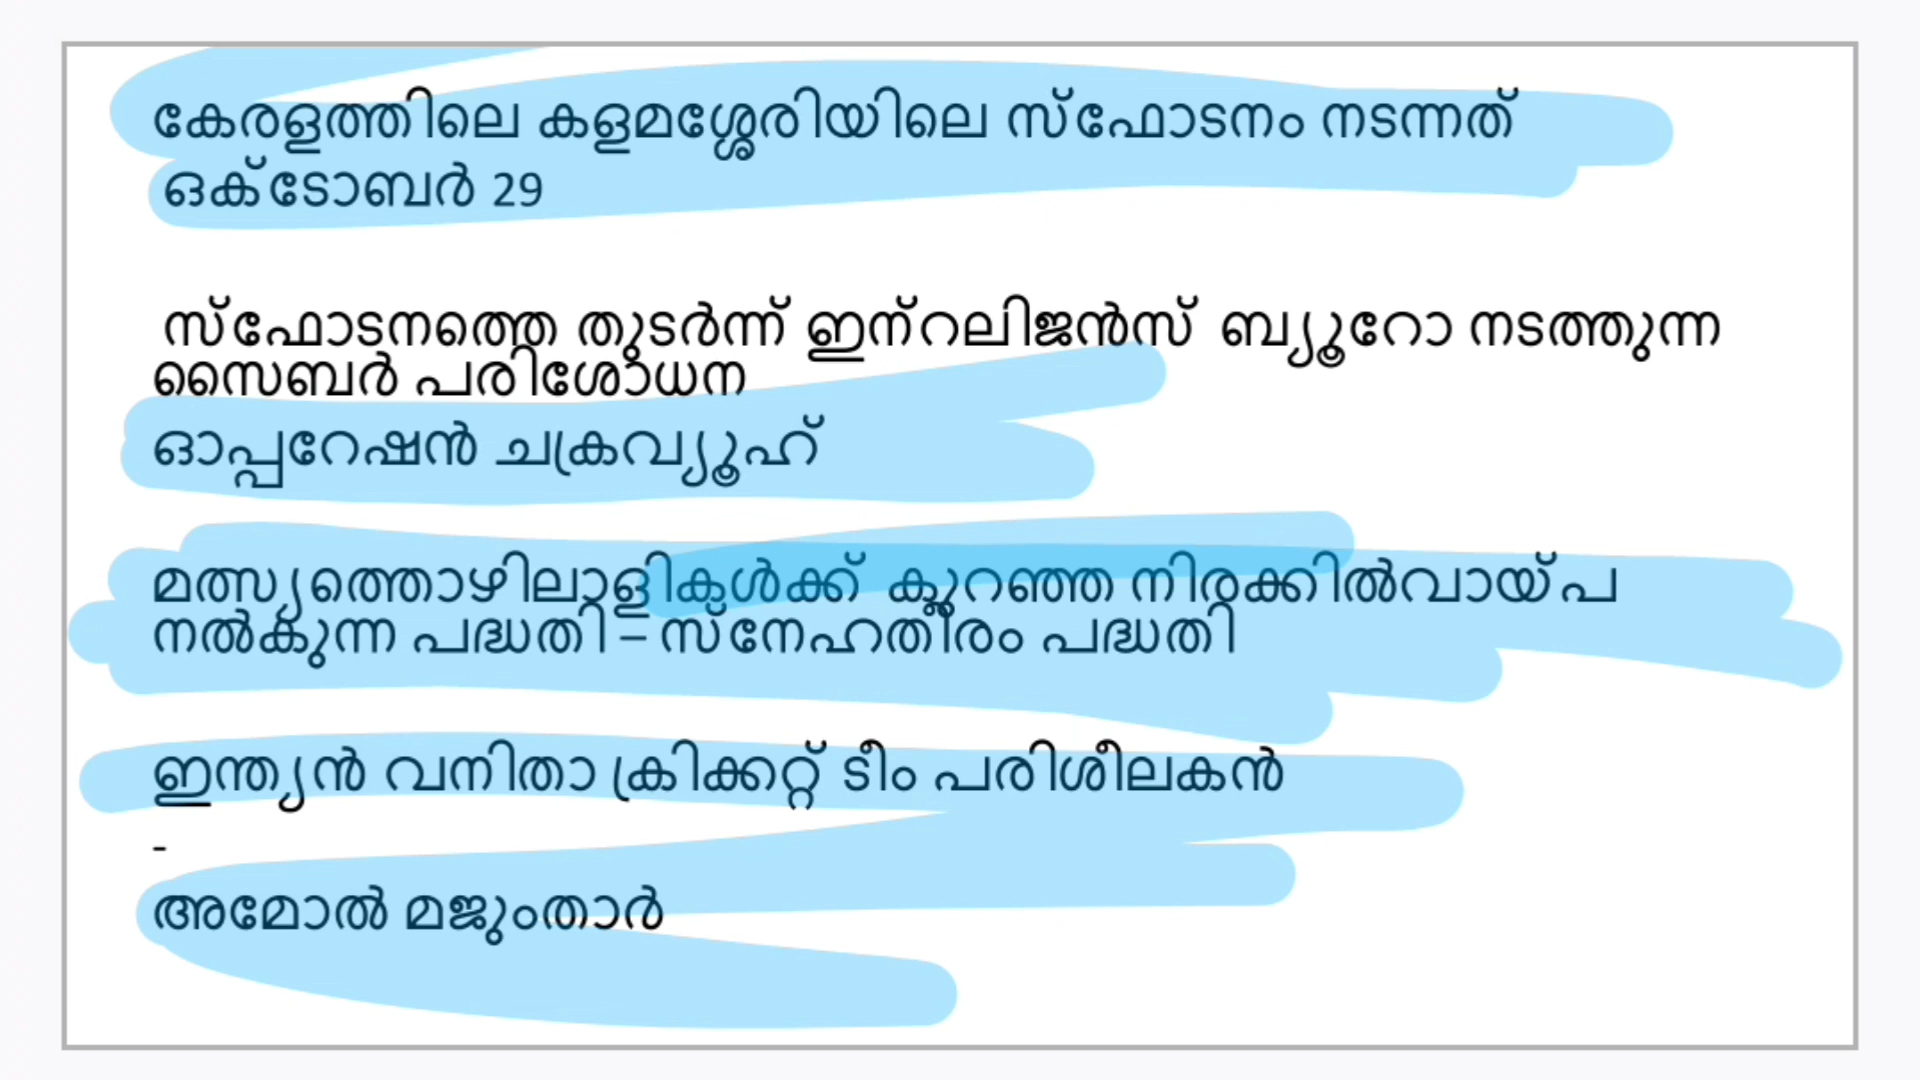 കേരളത്തിലെ കളമശ്ശേരിയിലെ സ്ഫോടനം നടന്നത്
ഒക്ടോബർ 29
സ്ഫോടനത്തെ തുടർന്ന് ഇന്റലിജൻസ് ബ്യൂറോ നടത്തുന്ന
സൈബർ പരിശോധന
ഓപ്പറേഷൻ ചക്രവ്യൂഹ്
മത്സ്യത്തൊഴിലാളികൾക്ക് കുറഞ്ഞ നിരക്കിൽവായ്പ
നൽകുന്ന പദ്ധതി – സ്നേഹതീരം പദ്ധതി
ഇന്ത്യൻ വനിതാ ക്രിക്കറ്റ് ടീം പരിശീലകൻ
-
അമോൽ മജുംതാർ